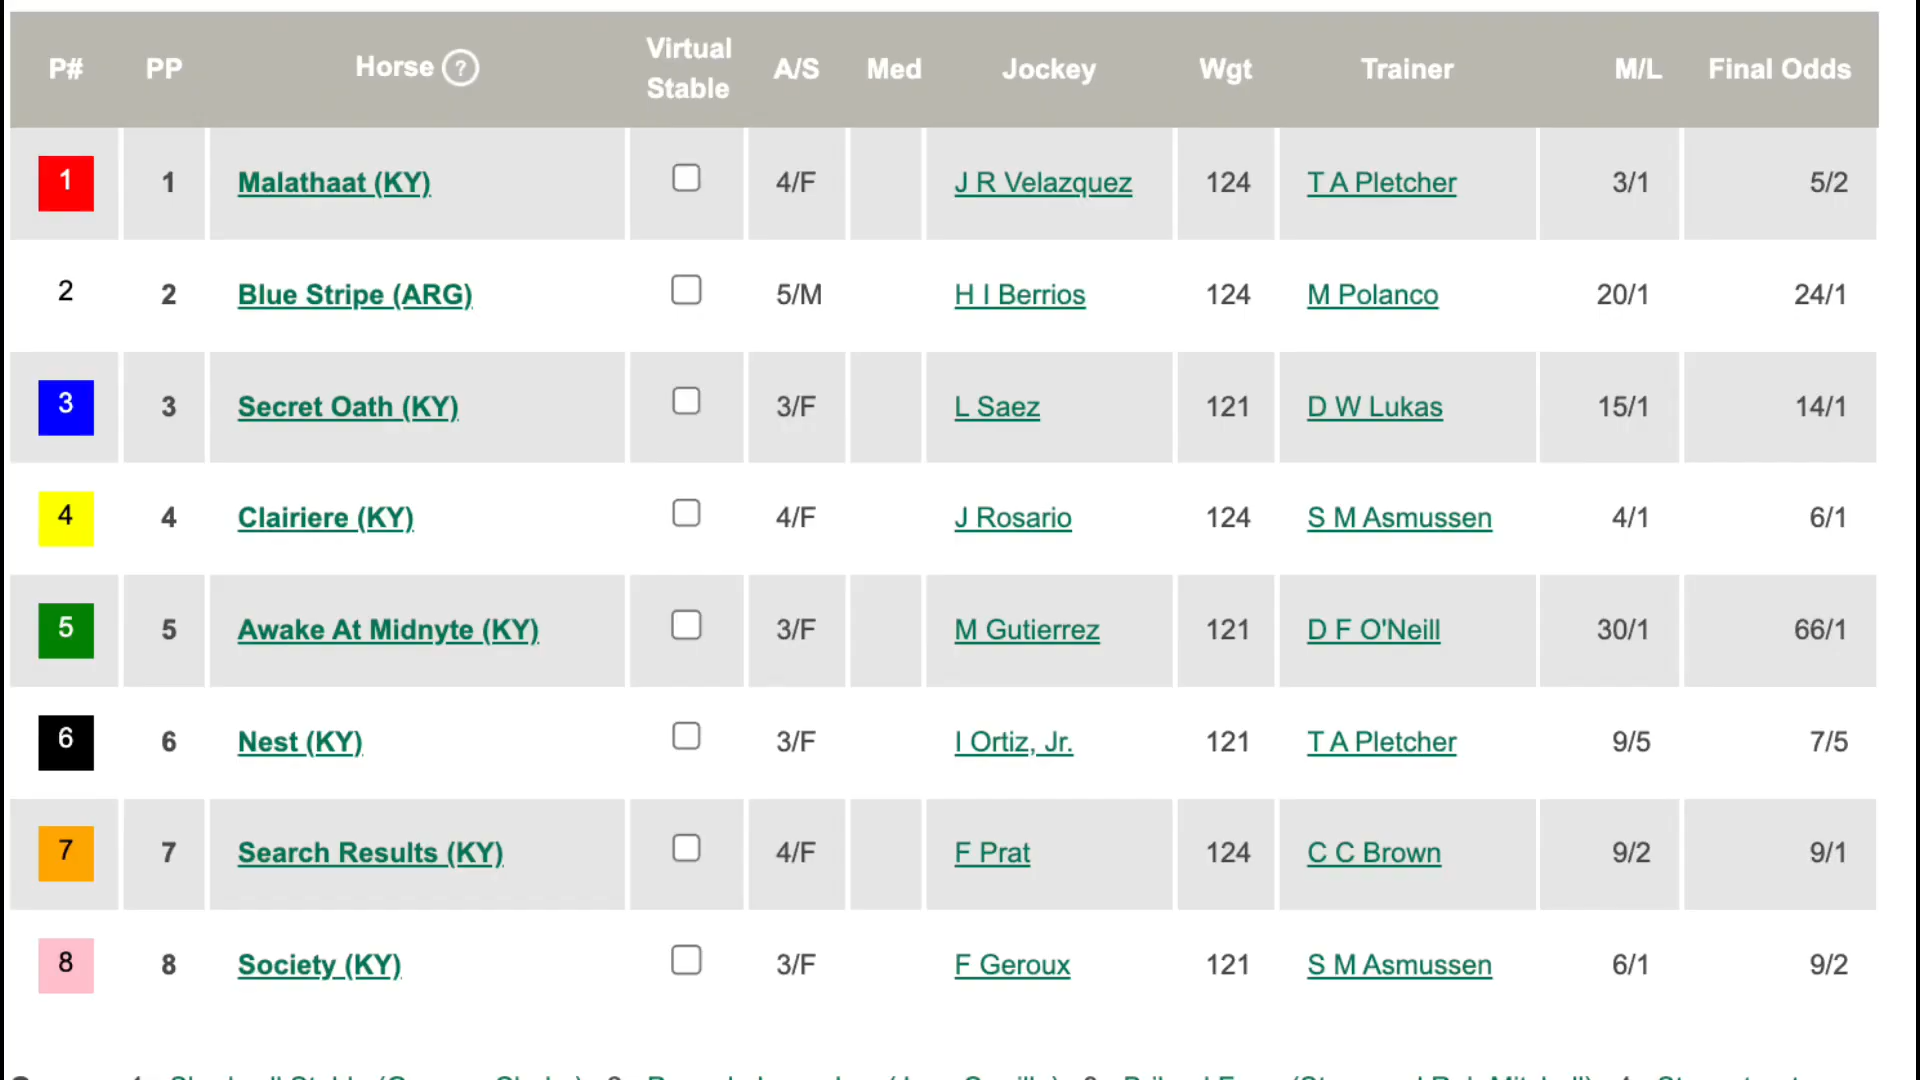 P# PP Horse ? Virtual Stable A/S Med Jockey Wgt Trainer M/L Final Odds
1 1 Malathaat (KY) 4/F J R Velazquez 124 T A Pletcher 3/1 5/2
2 2 Blue Stripe (ARG) 5/M H I Berrios 124 M Polanco 20/1 24/1
3 3 Secret Oath (KY) 3/F L Saez 121 D W Lukas 15/1 14/1
4 4 Clairiere (KY) 4/F J Rosario 124 S M Asmussen 4/1 6/1
5 5 Awake At Midnyte (KY) 3/F M Gutierrez 121 D F O'Neill 30/1 66/1
6 6 Nest (KY) 3/F I Ortiz, Jr. 121 T A Pletcher 9/5 7/5
7 7 Search Results (KY) 4/F F Prat 124 C C Brown 9/2 9/1
8 8 Society (KY) 3/F F Geroux 121 S M Asmussen 6/1 9/2